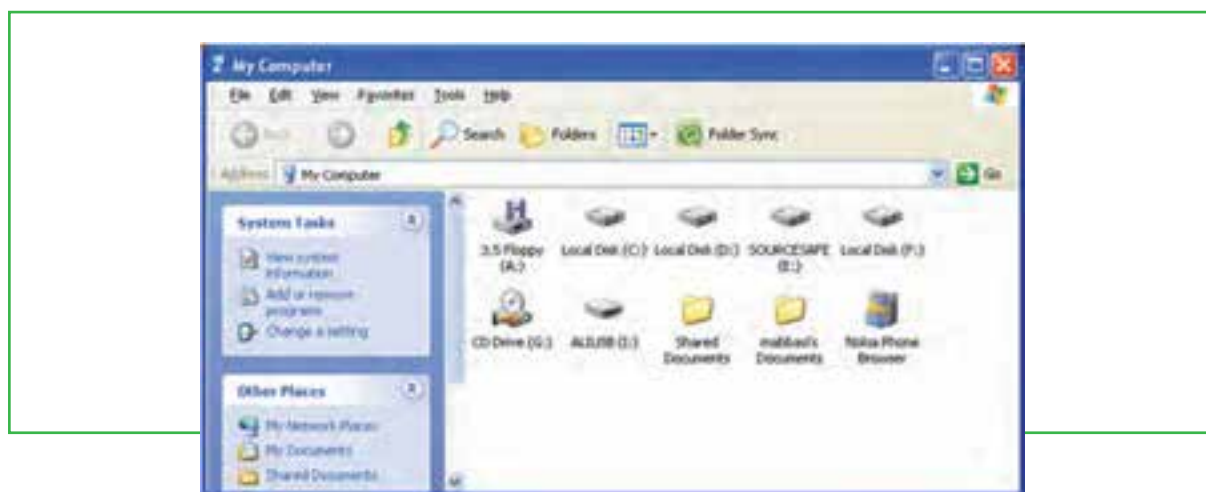 My Computer
File Edit View Favorites Tools Help
Back Search Folders Folder Sync
Address My Computer Go
System Tasks
View system
information
Add or remove
programs
Change a setting
Other Places
My Network Places
My Documents
Shared Documents
3.5 Floppy
(A:)
Local Disk (C:)
Local Disk (D:)
SOURCESAFE
(E:)
Local Disk (F:)
CD Drive (G:)
ALIUSB (I:)
Shared
Documents
Documents
Nokia Phone
Browser